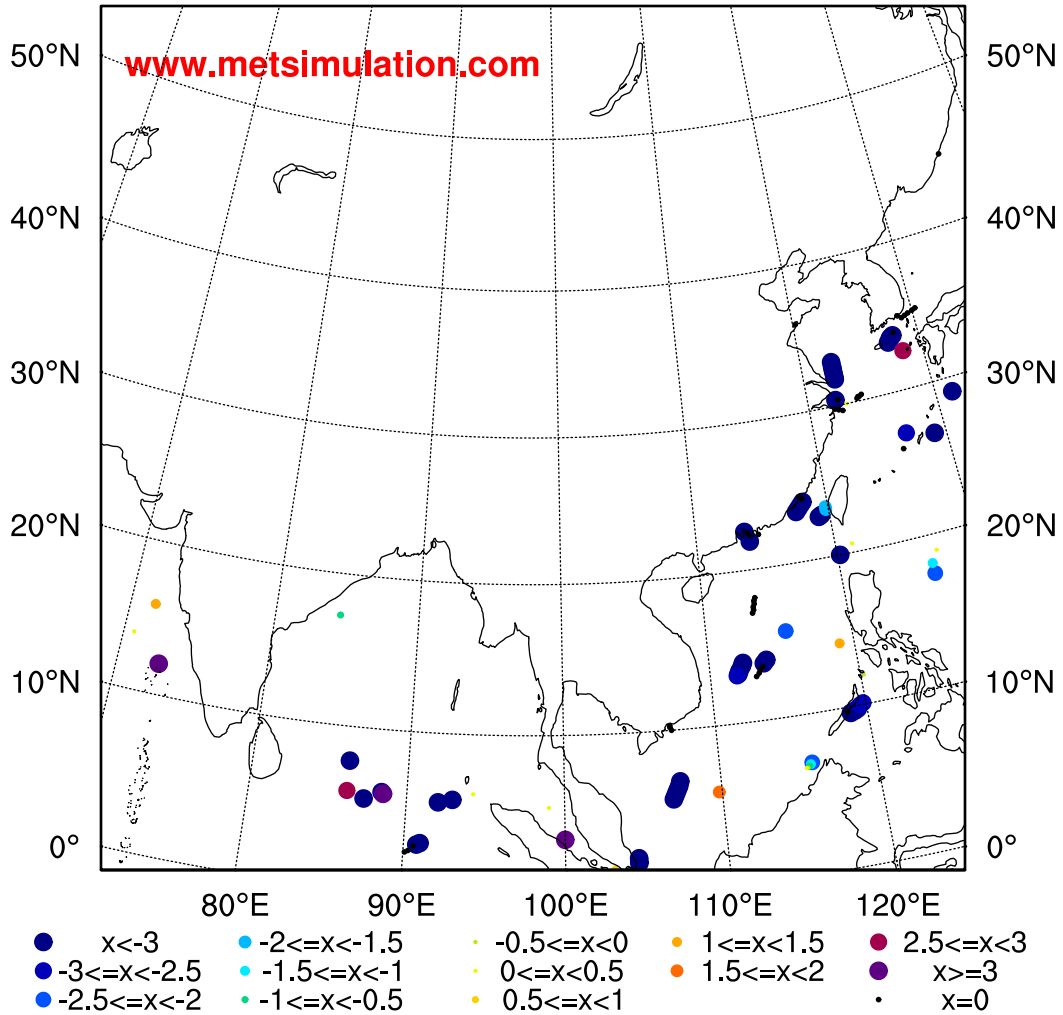 www.metsimulation.com
50°N 50°N
40°N 40°N
30°N 30°N
20°N 20°N
10°N 10°N
0° 0°
80°E 90°E 100°E 110°E 120°E
x<-3 -2<=x<-1.5 -0.5<=x<0 1<=x<1.5 2.5<=x<3
-3<=x<-2.5 -1.5<=x<-1 0<=x<0.5 1.5<=x<2 x>=3
-2.5<=x<-2 -1<=x<-0.5 0.5<=x<1 x=0